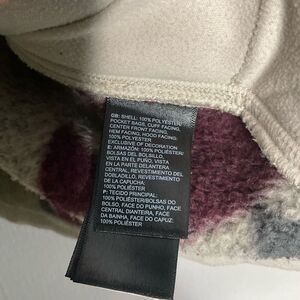 GB: SHELL: 100% POLYESTER
POCKET BAGS, CUFF FACING,
CENTER FRONT FACING,
HEM FACING, HOOD FACING:
100% POLYESTER
EXCLUSIVE OF DECORATION
E: ARMAZÓN: 100% POLIÉSTER/
BOLSAS DEL BOLSILLO,
VISTA EN EL PUÑO, VISTA
EN LA PARTE DELANTERA
CENTRAL, REVESTIMIENTO DEL
DOBLADILLO, REVESTIMIENTO
DE LA CAPUCHA:
100% POLIÉSTER
P: TECIDO PRINCIPAL:
100% POLIÉSTER/BOLSAS DO
BOLSO, FACE DO PUNHO, FACE
CENTRAL DIANTEIRA, FACE
DA BAINHA, FACE DO CAPUZ:
100% POLIÉSTER